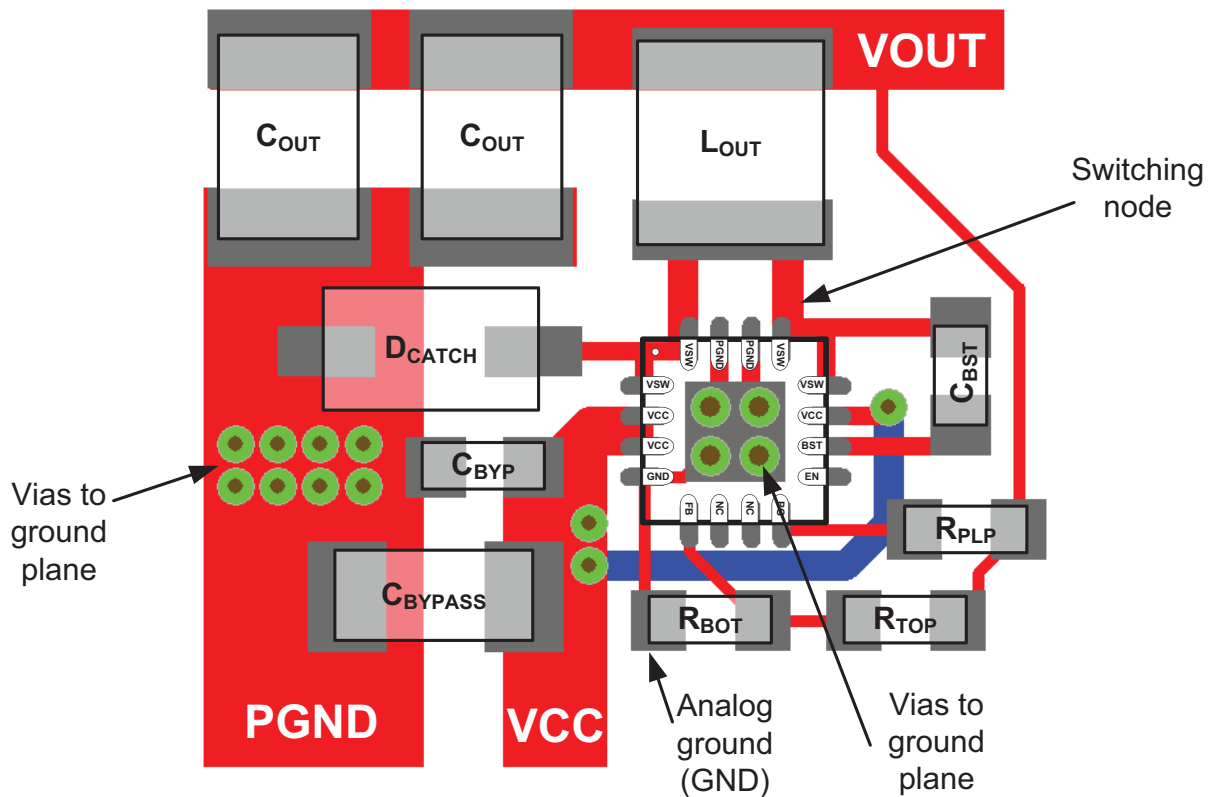 VOUT
COUT
COUT
LOUT
Switching
node
DCATCH
CBST
VSW
PGND
PGND
VSW
VSW
VCC
VCC
GND
VSW
VCC
BST
EN
FB
NC
NC
PG
CBYP
Vias to
ground
plane
RPLP
CBYPASS
RBOT
RTOP
PGND
VCC
Analog
ground
(GND)
Vias to
ground
plane